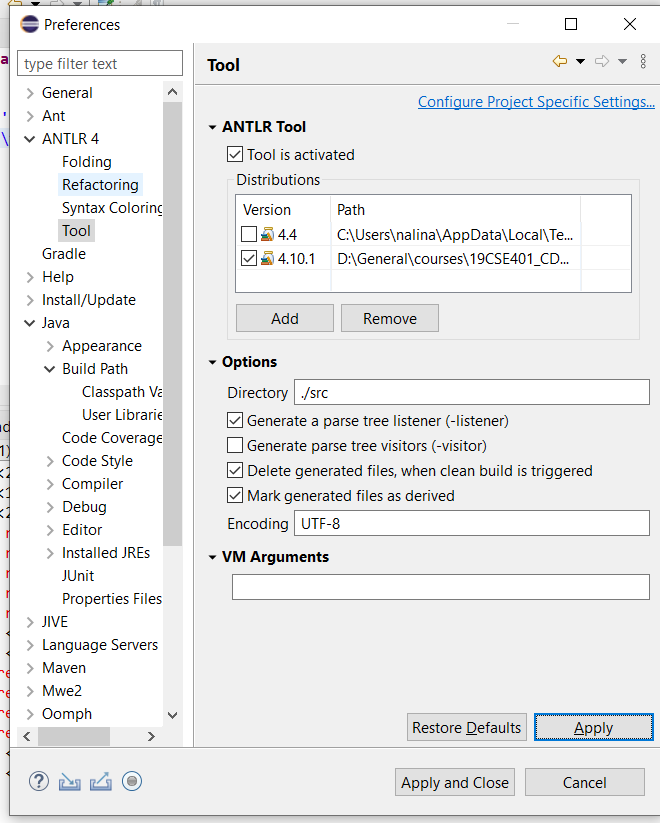 Preferences
type filter text
General
Ant
ANTLR 4
Folding
Refactoring
Syntax Coloring
Tool
Gradle
Help
Install/Update
Java
Appearance
Build Path
Classpath Va
User Librarie
Code Coverage
Code Style
Compiler
Debug
Editor
Installed JREs
JUnit
Properties Files
JIVE
Language Servers
Maven
Mwe2
Oomph
Tool
Configure Project Specific Settings...
ANTLR Tool
Tool is activated
Distributions
Version Path
4.4 C:\Users\nalina\AppData\Local\Te...
4.10.1 D:\General\courses\19CSE401_CD...
Add Remove
Options
Directory ./src
Generate a parse tree listener (-listener)
Generate parse tree visitors (-visitor)
Delete generated files, when clean build is triggered
Mark generated files as derived
Encoding UTF-8
VM Arguments
Restore Defaults Apply
Apply and Close Cancel